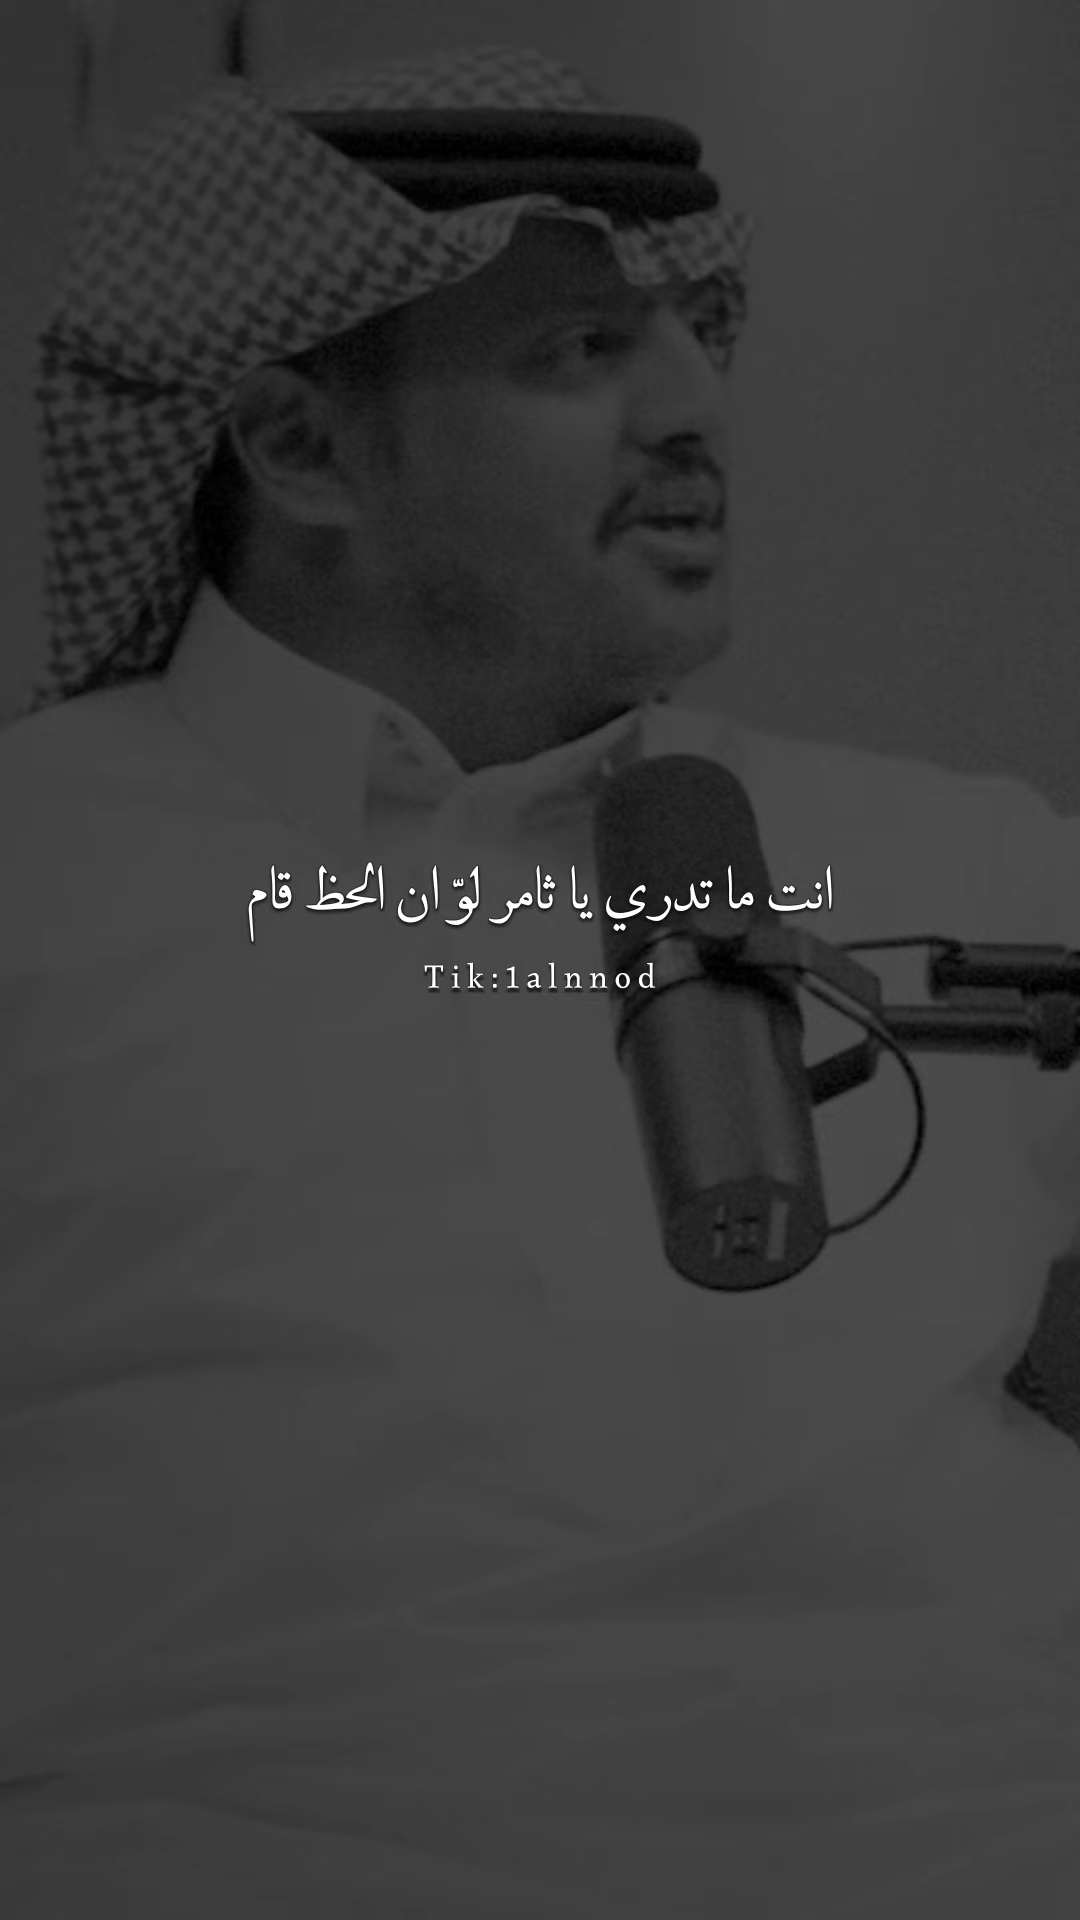 انت ما تدري يا ثامر لوّ ان الحظ قام
Tik:1alnnod